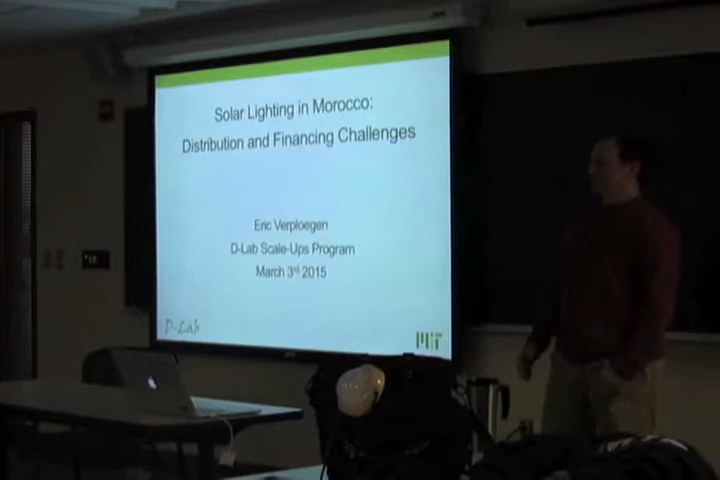 Solar Lighting in Morocco:
Distribution and Financing Challenges
Eric Verploegen
D-Lab Scale-Ups Program
March 3rd 2015
D-Lab
MIT